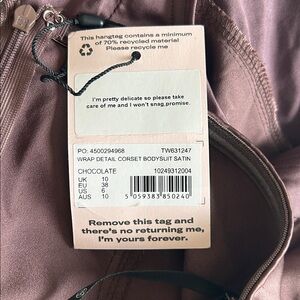 This hangtag contains a minimum
of 70% recycled material
Please recycle me
I'm pretty delicate so please take
care of me and I won't snag, promise.
PO: 4500294968 TW631247
WRAP DETAIL CORSET BODYSUIT SATIN
CHOCOLATE 10249312004
UK 10
EU 38
US 6
AUS 10
5 059383 850240
Remove this tag and
there's no returning me,
I'm yours forever.